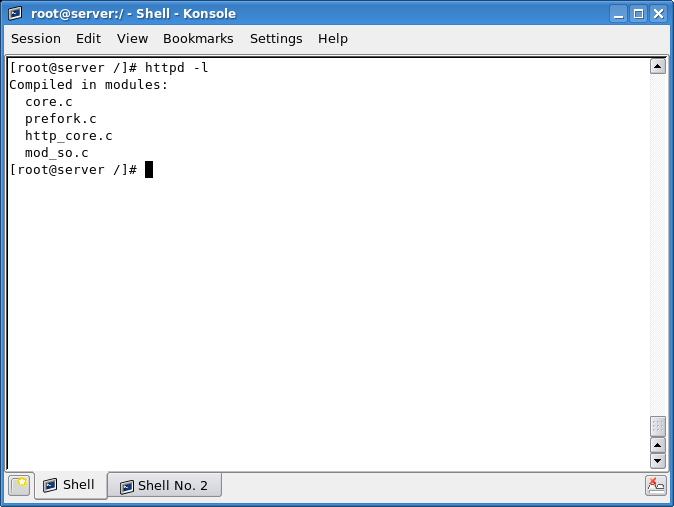 root@server:/ - Shell - Konsole
Session Edit View Bookmarks Settings Help
[root@server /]# httpd -l
Compiled in modules:
  core.c
  prefork.c
  http_core.c
  mod_so.c
[root@server /]#
Shell Shell No. 2